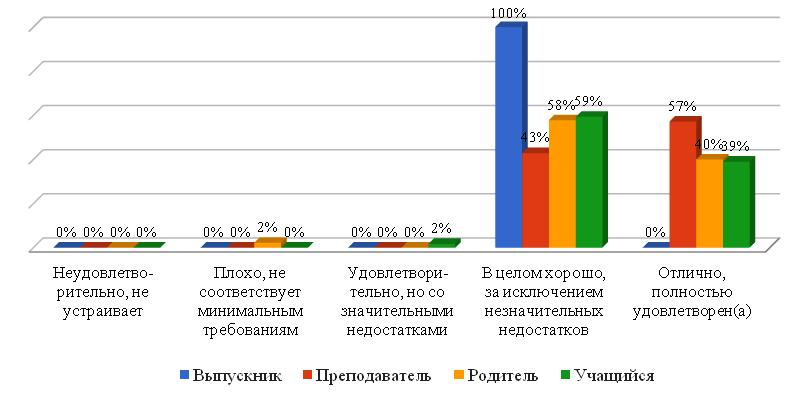 100%
58% 59%
57%
43%
40% 39%
0% 0% 0% 0%
0% 0% 2% 0%
0% 0% 0% 2%
0%
Неудовлетво-
рительно, не
устраивает
Плохо, не
соответствует
минимальным
требованиям
Удовлетвори-
тельно, но со
значительными
недостатками
В целом хорошо,
за исключением
незначительных
недостатков
Отлично,
полностью
удовлетворен(а)
Выпускник Преподаватель Родитель Учащийся